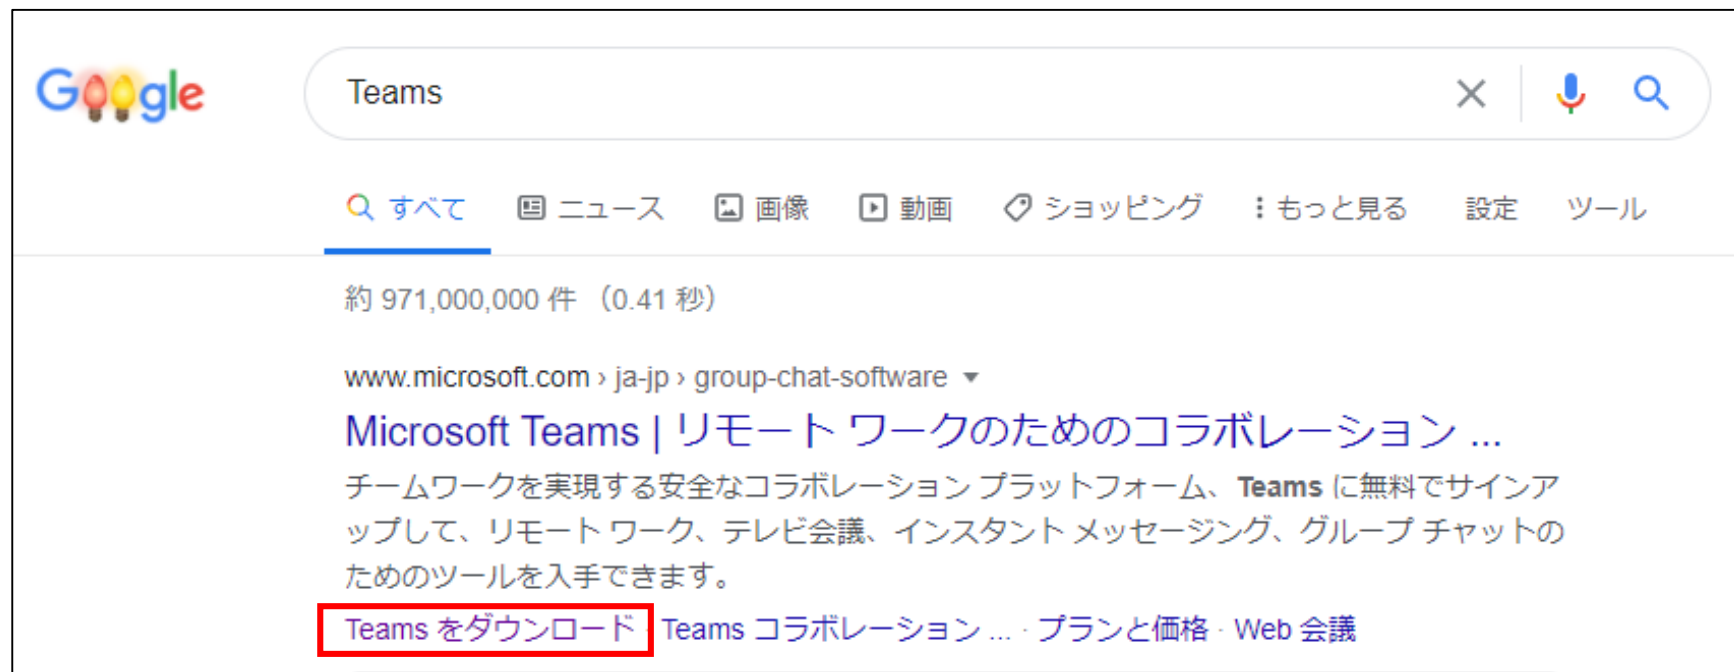 Google
Teams
すべて ニュース 画像 動画 ショッピング もっと見る 設定 ツール
約 971,000,000 件 （0.41 秒）
www.microsoft.com › ja-jp › group-chat-software
Microsoft Teams | リモート ワークのためのコラボレーション ...
チームワークを実現する安全なコラボレーション プラットフォーム、Teams に無料でサインア
ップして、リモート ワーク、テレビ会議、インスタント メッセージング、グループ チャットの
ためのツールを入手できます。
Teams をダウンロード · Teams コラボレーション ... · プランと価格 · Web 会議